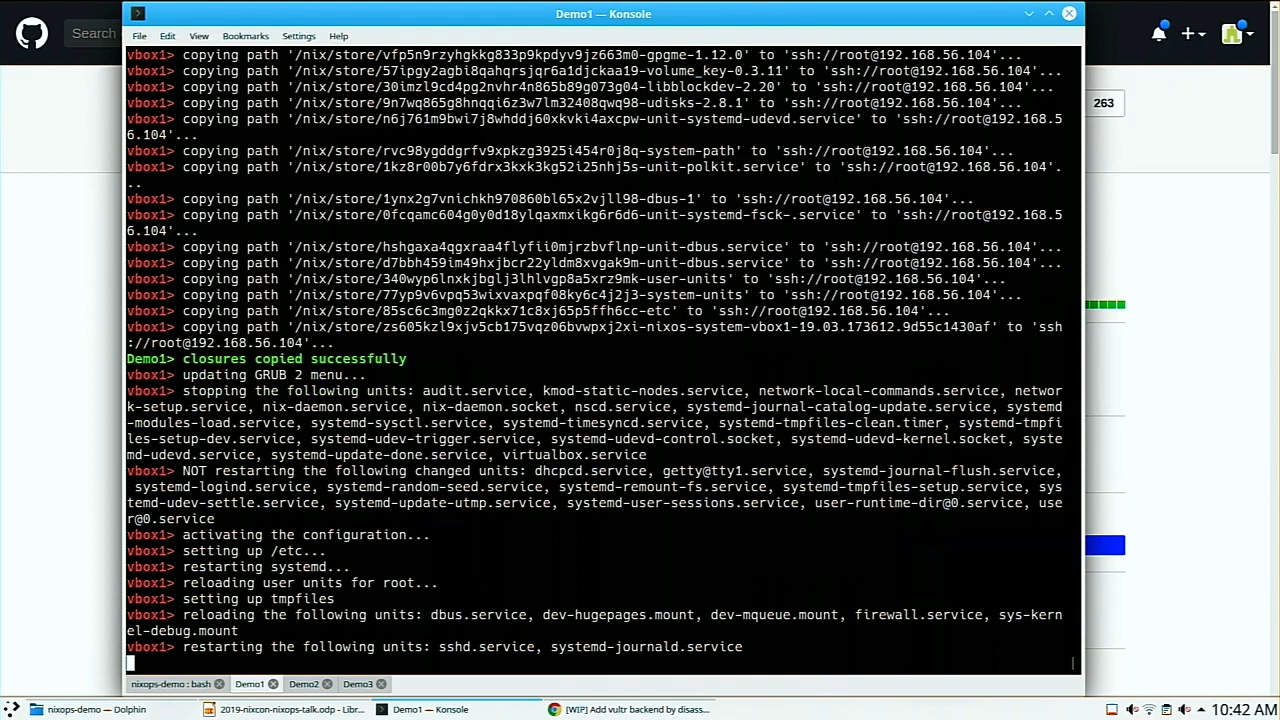 Demo1 — Konsole
Search
File Edit View Bookmarks Settings Help
263
vbox1> copying path '/nix/store/vfp5n9rzyhgkkg833p9kpdyv9jz663m0-gpgme-1.12.0' to 'ssh://root@192.168.56.104'...
vbox1> copying path '/nix/store/57ipgy2agbi8qahqrsjqr6a1djckaa19-volume_key-0.3.11' to 'ssh://root@192.168.56.104'...
vbox1> copying path '/nix/store/30imzl9cd4pg2nvhr4n865b89g073g04-libblockdev-2.20' to 'ssh://root@192.168.56.104'...
vbox1> copying path '/nix/store/9n7wq865g8hnqqi6z3w7lm32408qwq98-udisks-2.8.1' to 'ssh://root@192.168.56.104'...
vbox1> copying path '/nix/store/n6j761m9bwi7j8whddj60xkvki4axcpw-unit-systemd-udevd.service' to 'ssh://root@192.168.5
6.104'...
vbox1> copying path '/nix/store/rvc98ygddgrfv9xpkzg3925i454r0j8q-system-path' to 'ssh://root@192.168.56.104'...
vbox1> copying path '/nix/store/1kz8r00b7y6fdrx3kxk3kg52i25nhj5s-unit-polkit.service' to 'ssh://root@192.168.56.104'.
..
vbox1> copying path '/nix/store/1ynx2g7vnichkh970860bl65x2vjll98-dbus-1' to 'ssh://root@192.168.56.104'...
vbox1> copying path '/nix/store/0fcqamc604g0y0d18ylqaxmxikg6r6d6-unit-systemd-fsck-.service' to 'ssh://root@192.168.5
6.104'...
vbox1> copying path '/nix/store/hshgaxa4qgxraa4flyfii0mjrzbvflnp-unit-dbus.service' to 'ssh://root@192.168.56.104'...
vbox1> copying path '/nix/store/d7bbh459im49hxjbcr22yldm8xvgak9m-unit-dbus.service' to 'ssh://root@192.168.56.104'...
vbox1> copying path '/nix/store/340wyp6lnxkjbglj3lhlvgp8a5xrz9mk-user-units' to 'ssh://root@192.168.56.104'...
vbox1> copying path '/nix/store/77yp9v6vpq53wixvaxpqf08ky6c4j2j3-system-units' to 'ssh://root@192.168.56.104'...
vbox1> copying path to 'ssh://root@192.168.56.104'...
vbox1> copying path '/nix/store/zs605kzl9xjv5cb175vqz06bvwpxj2xi-nixos-system-vbox1-19.03.173612.9d55c1430af' to 'ssh
://root@192.168.56.104'...
Demo1> closures copied successfully
vbox1> updating GRUB 2 menu...
vbox1> stopping the following units: audit.service, kmod-static-nodes.service, network-local-commands.service, networ
k-setup.service, nix-daemon.service, nix-daemon.socket, nscd.service, systemd-journal-catalog-update.service, systemd
-modules-load.service, systemd-sysctl.service, systemd-timesyncd.service, systemd-tmpfiles-clean.timer, systemd-tmpfi
les-setup-dev.service, systemd-udev-trigger.service, systemd-udevd-control.socket, systemd-udevd-kernel.socket, syste
md-udevd.service, systemd-update-done.service, virtualbox.service
vbox1> NOT restarting the following changed units: dhcpcd.service, getty@tty1.service, systemd-journal-flush.service,
 systemd-logind.service, systemd-random-seed.service, systemd-remount-fs.service, systemd-tmpfiles-setup.service, sys
temd-udev-settle.service, systemd-update-utmp.service, systemd-user-sessions.service, user-runtime-dir@0.service, use
r@0.service
vbox1> activating the configuration...
vbox1> setting up /etc...
vbox1> restarting systemd...
vbox1> reloading user units for root...
vbox1> setting up tmpfiles
vbox1> reloading the following units: dbus.service, dev-hugepages.mount, dev-mqueue.mount, firewall.service, sys-kern
el-debug.mount
vbox1> restarting the following units: sshd.service, systemd-journald.service
nixops-demo : bash Demo1 Demo2 Demo3
nixops-demo — Dolphin 2019-nixcon-nixops-talk.odp - Libr... Demo1 — Konsole [WIP] Add vultr backend by disass... 10:42 AM